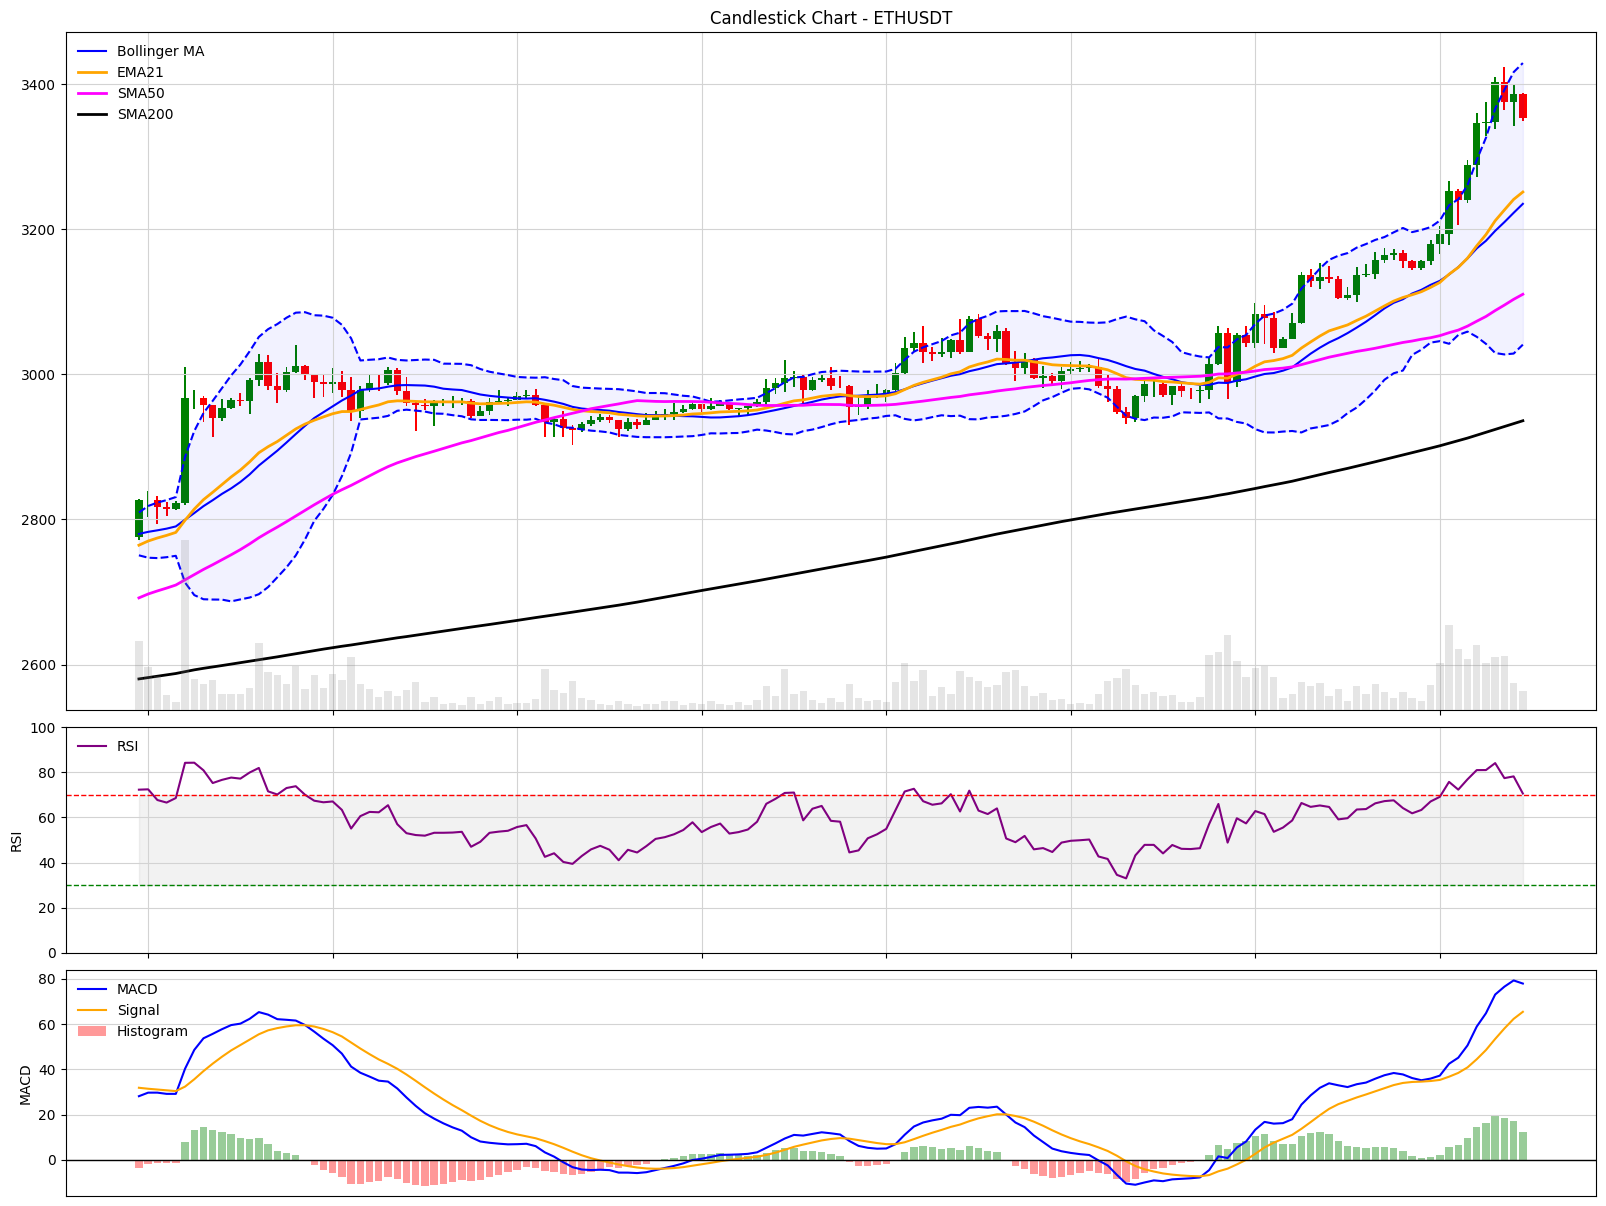 Candlestick Chart - ETHUSDT
Bollinger MA
EMA21
SMA50
SMA200
3400
3200
3000
2800
2600
RSI
100
80
60
40
20
0
RSI
MACD
Signal
Histogram
80
60
40
20
0
MACD